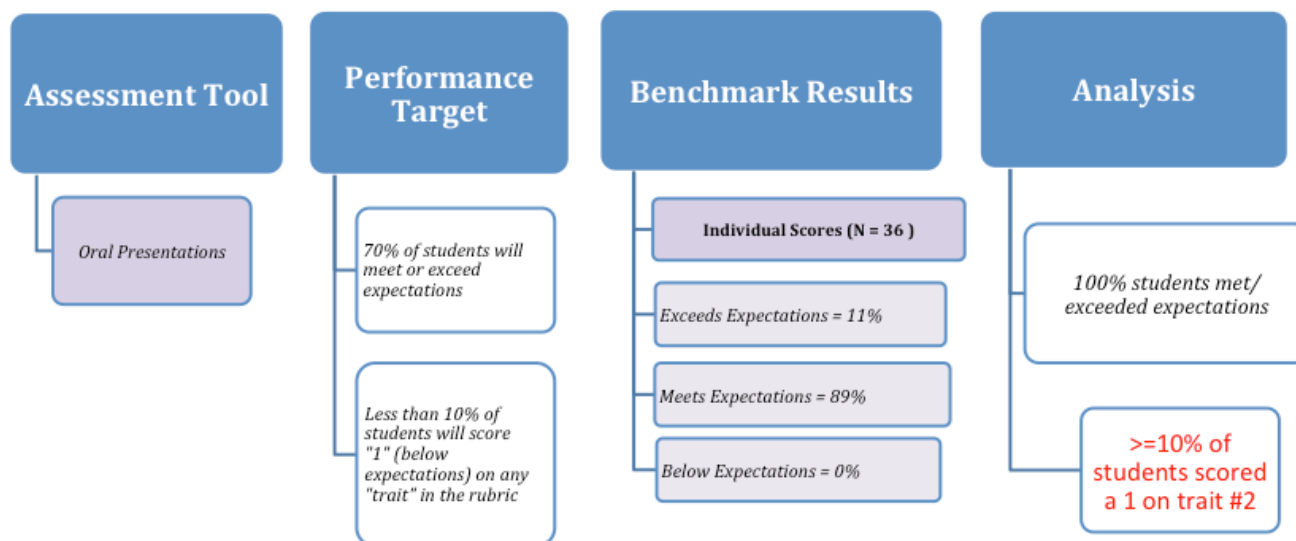 Assessment Tool
Oral Presentations
Performance
Target
70% of students will
meet or exceed
expectations
Less than 10% of
students will score
"1" (below
expectations) on any
"trait" in the rubric
Benchmark Results
Individual Scores (N = 36 )
Exceeds Expectations = 11%
Meets Expectations = 89%
Below Expectations = 0%
Analysis
100% students met/
exceeded expectations
>=10% of
students scored
a 1 on trait #2